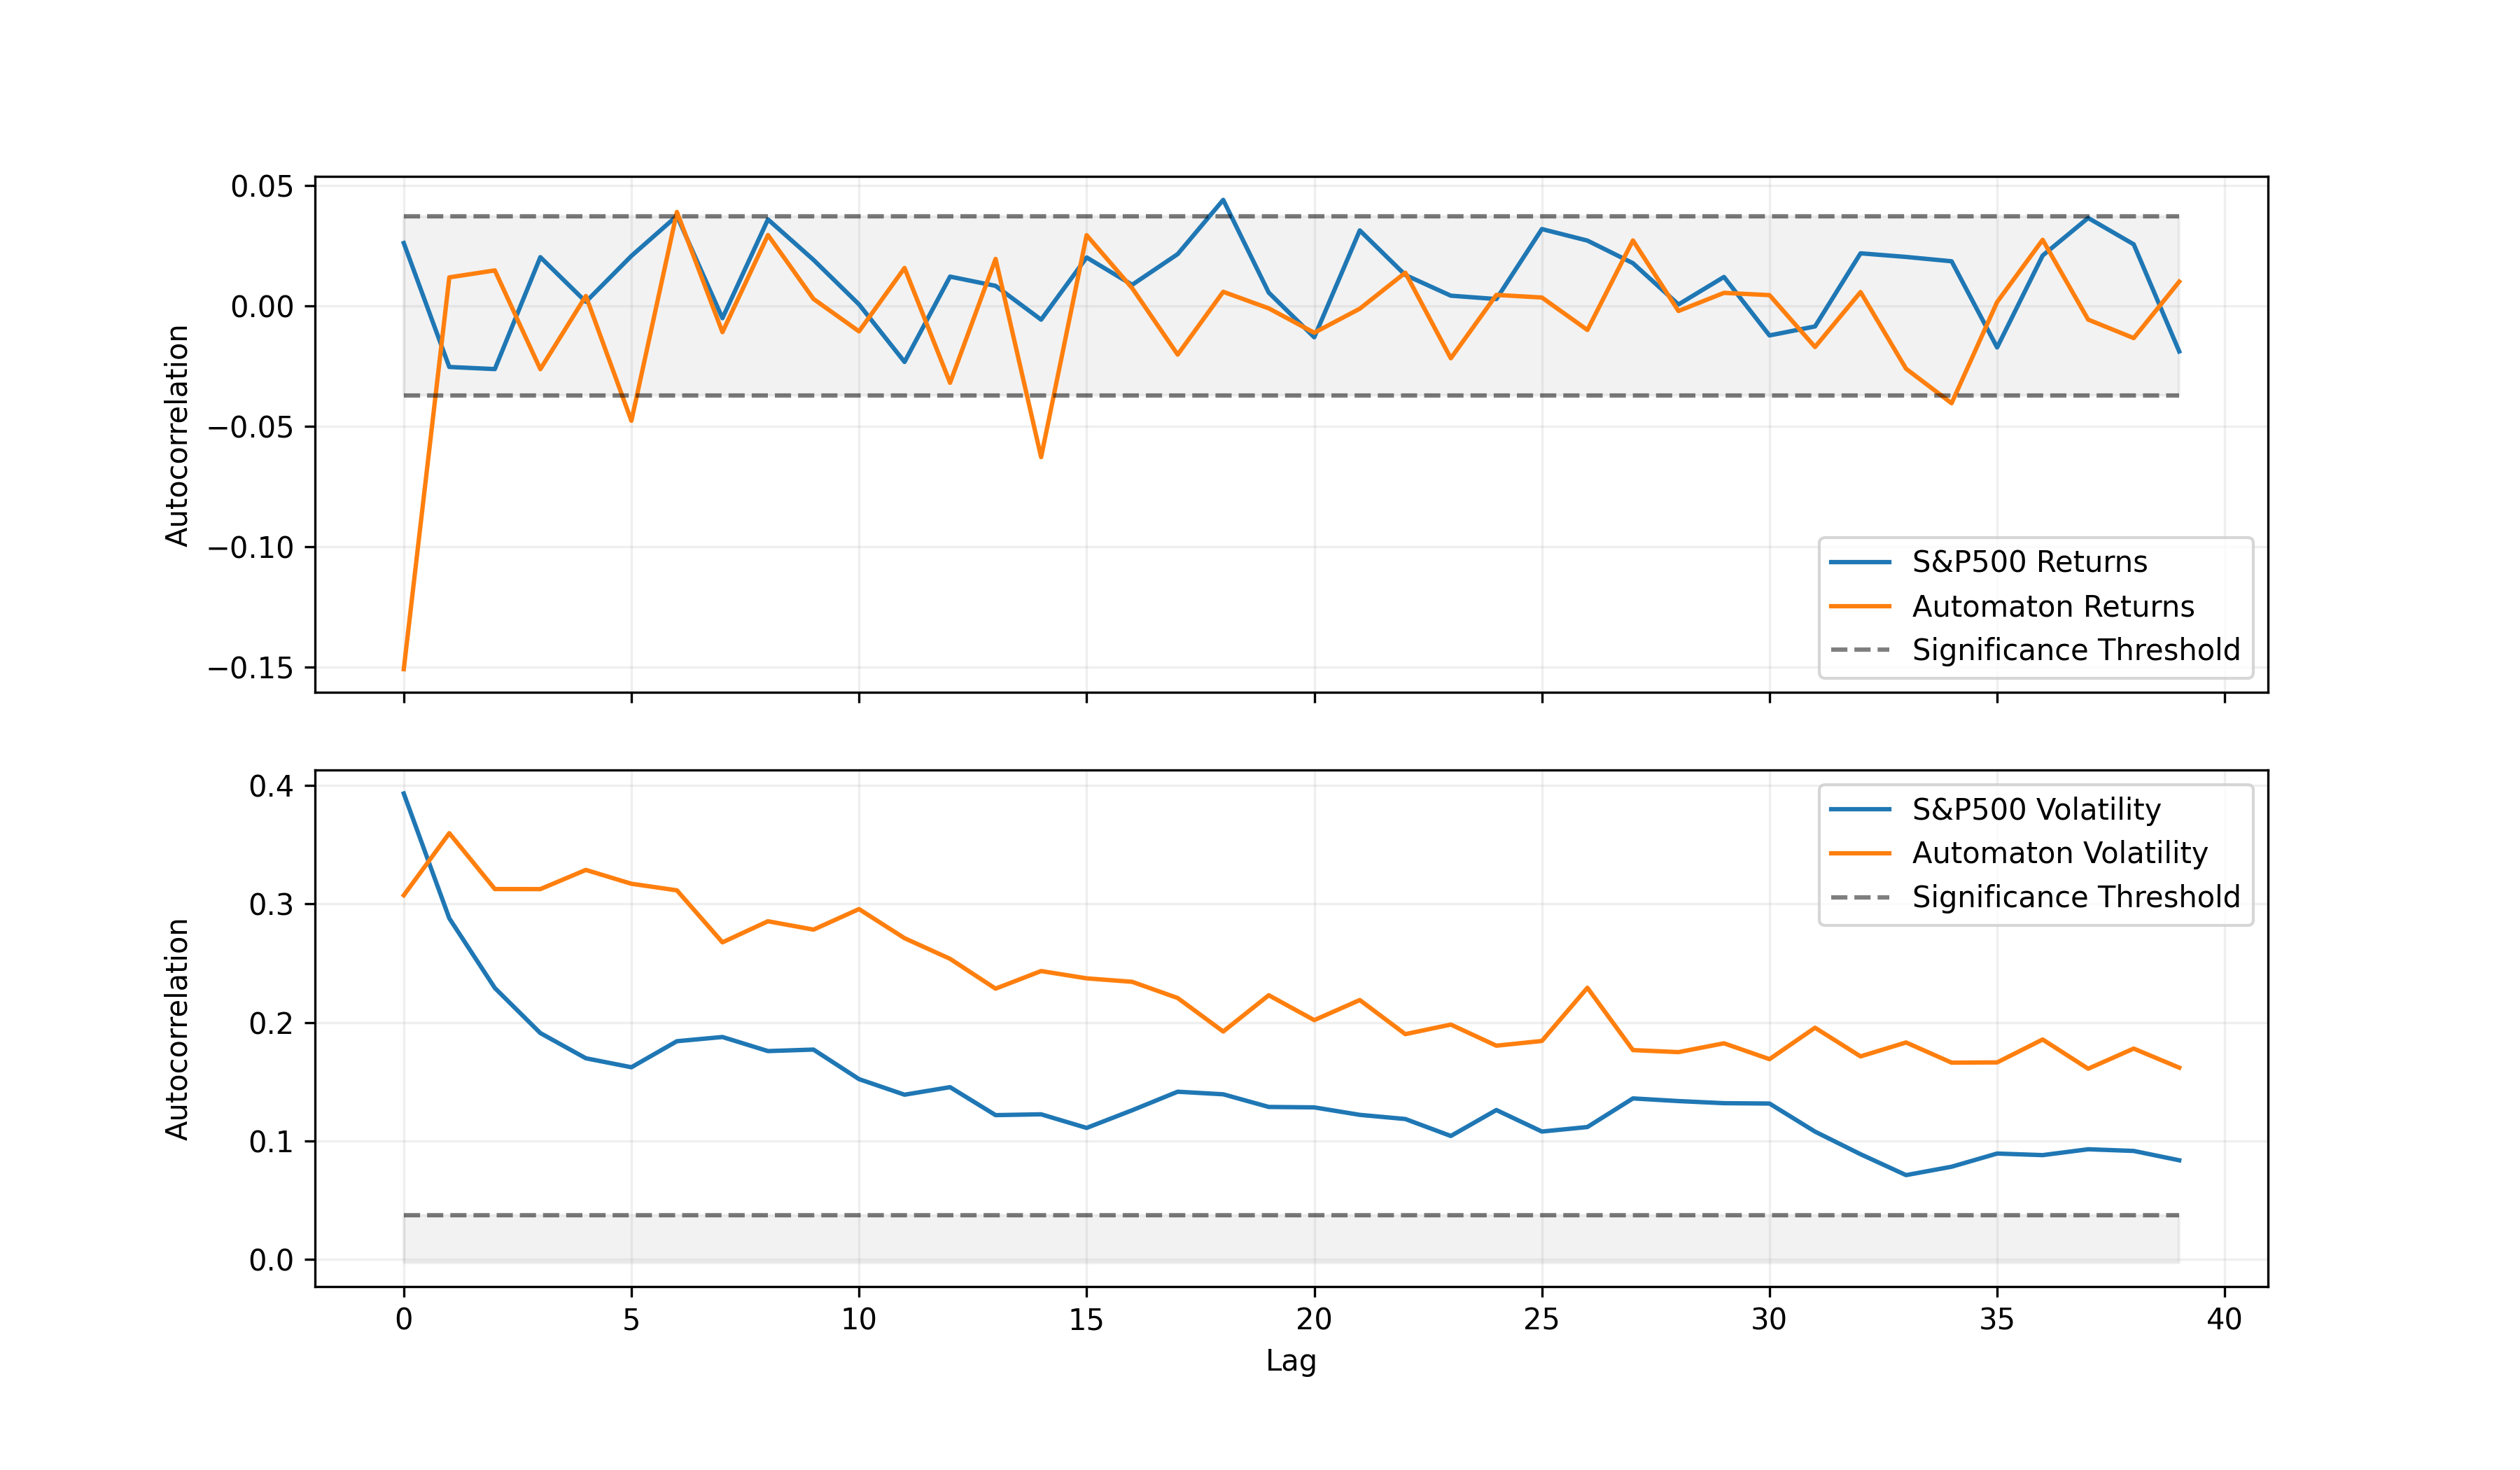 0.05
0.00
−0.05
−0.10
−0.15
Autocorrelation
S&P500 Returns
Automaton Returns
Significance Threshold
0.4
0.3
0.2
0.1
0.0
Autocorrelation
S&P500 Volatility
Automaton Volatility
Significance Threshold
0 5 10 15 20 25 30 35 40
Lag